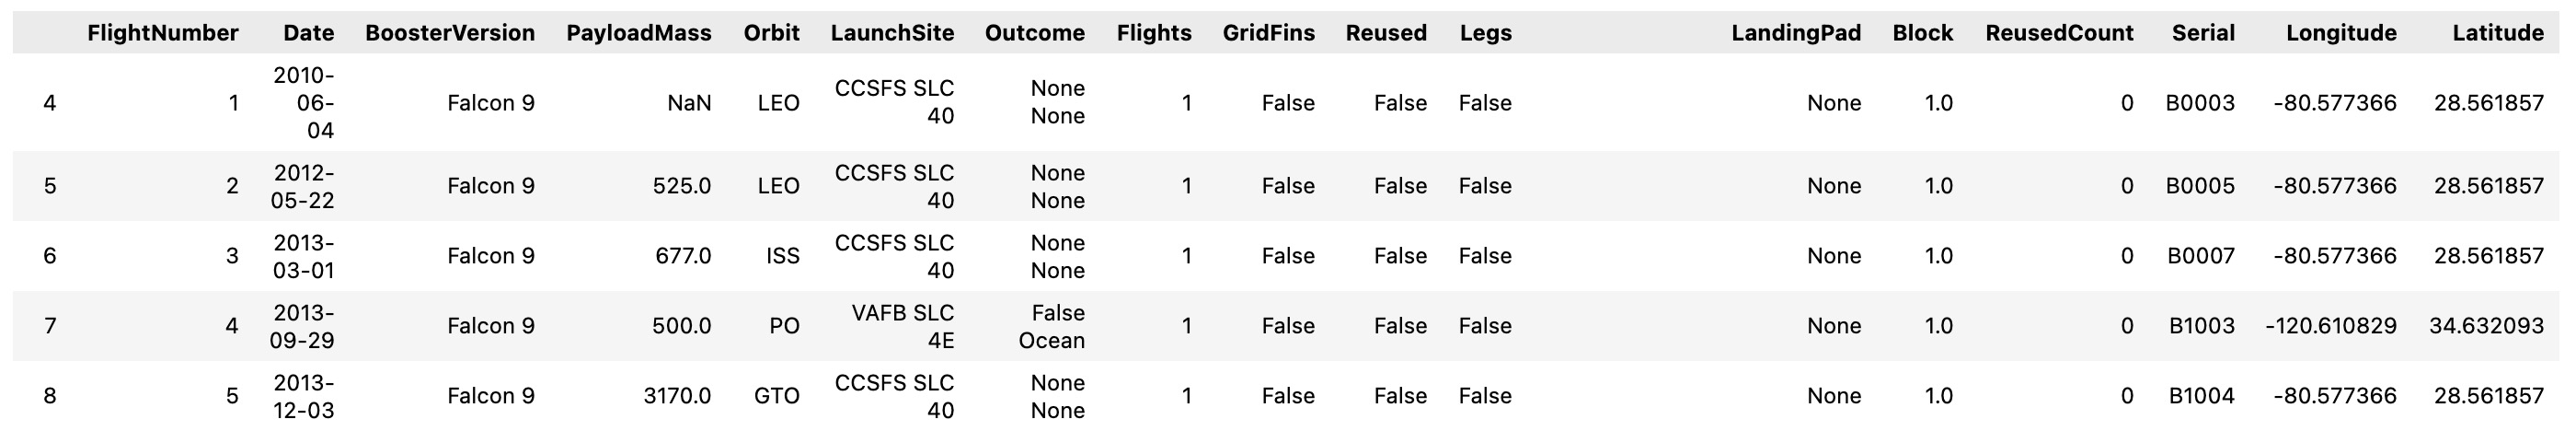 FlightNumber Date BoosterVersion PayloadMass Orbit LaunchSite Outcome Flights GridFins Reused Legs LandingPad Block ReusedCount Serial Longitude Latitude
4 1 2010-06-04 Falcon 9 NaN LEO CCSFS SLC 40 None None 1 False False False None 1.0 0 B0003 -80.577366 28.561857
5 2 2012-05-22 Falcon 9 525.0 LEO CCSFS SLC 40 None None 1 False False False None 1.0 0 B0005 -80.577366 28.561857
6 3 2013-03-01 Falcon 9 677.0 ISS CCSFS SLC 40 None None 1 False False False None 1.0 0 B0007 -80.577366 28.561857
7 4 2013-09-29 Falcon 9 500.0 PO VAFB SLC 4E False Ocean 1 False False False None 1.0 0 B1003 -120.610829 34.632093
8 5 2013-12-03 Falcon 9 3170.0 GTO CCSFS SLC 40 None None 1 False False False None 1.0 0 B1004 -80.577366 28.561857